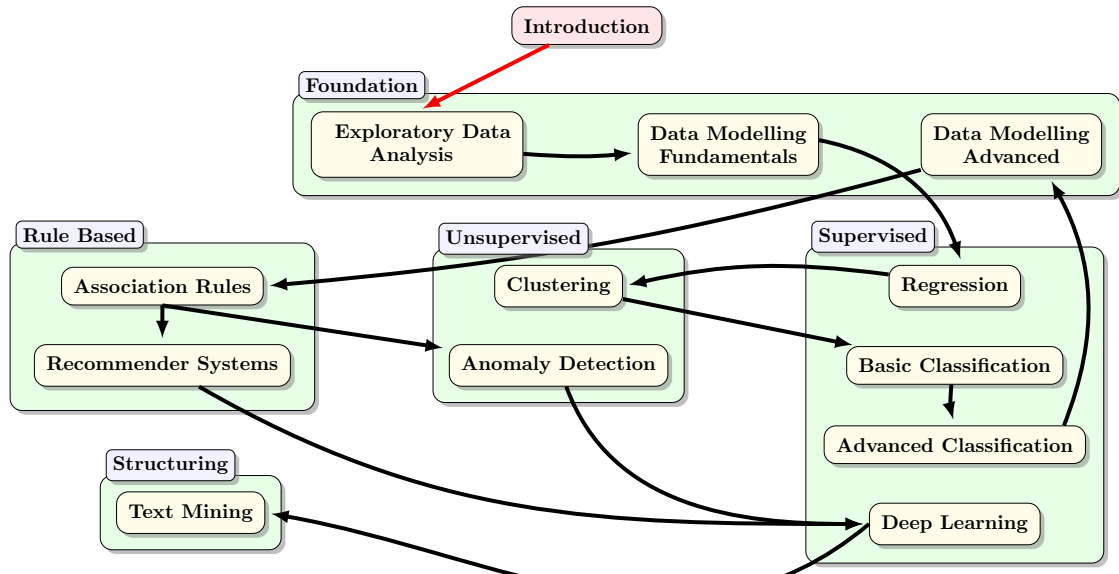 Introduction
Foundation
Exploratory Data
Analysis
Data Modelling
Fundamentals
Data Modelling
Advanced
Rule Based
Association Rules
Recommender Systems
Unsupervised
Clustering
Anomaly Detection
Supervised
Regression
Basic Classification
Advanced Classification
Deep Learning
Structuring
Text Mining